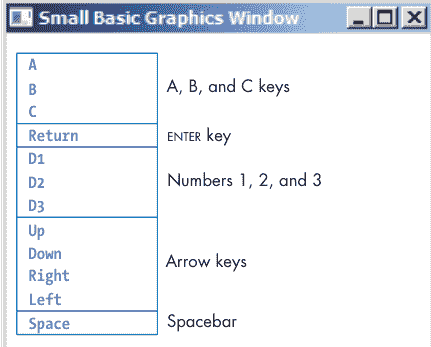 Small Basic Graphics Window
A
B
C
A, B, and C keys
Return
ENTER key
D1
D2
D3
Numbers 1, 2, and 3
Up
Down
Right
Left
Arrow keys
Space
Spacebar